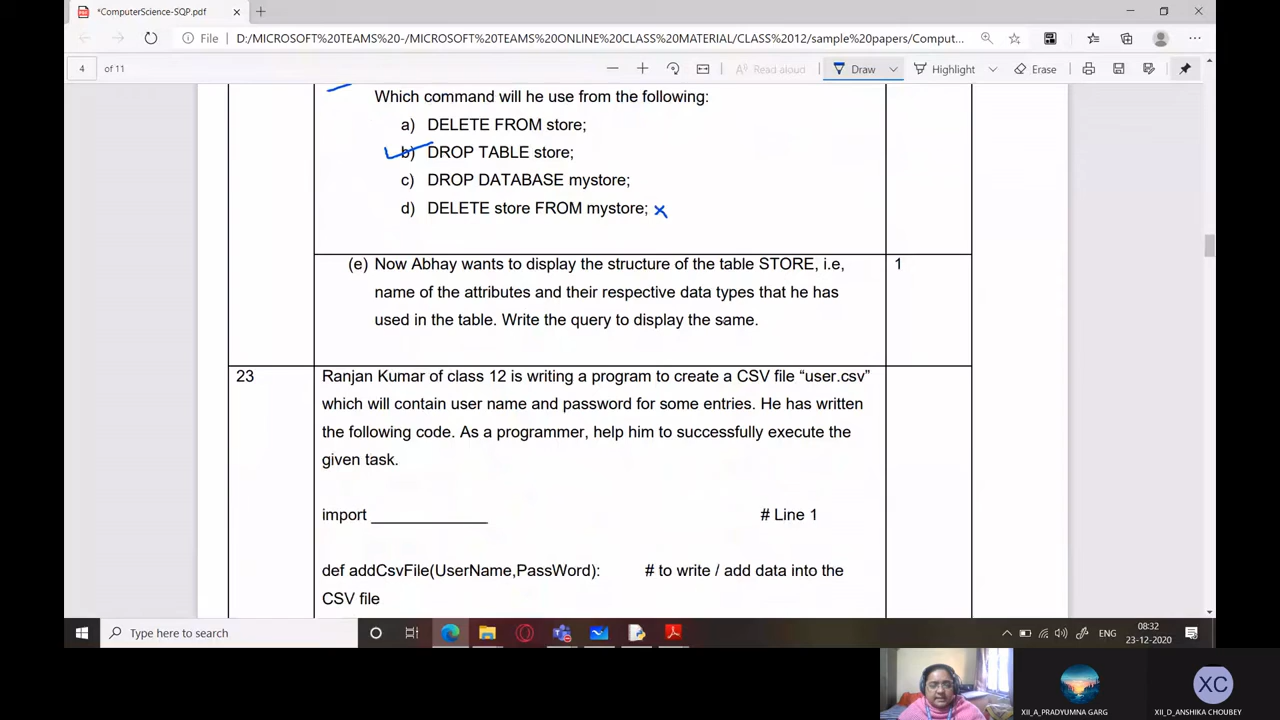 *ComputerScience-SQP.pdf
File
D:/MICROSOFT%20TEAMS%20-/MICROSOFT%20TEAMS%20ONLINE%20CLASS%20MATERIAL/CLASS%2012/sample%20papers/Comput...
4 of 11
Read aloud
Draw
Highlight
Erase
Which command will he use from the following:
a) DELETE FROM store;
b) DROP TABLE store;
c) DROP DATABASE mystore;
d) DELETE store FROM mystore;
(e) Now Abhay wants to display the structure of the table STORE, i.e, 1
name of the attributes and their respective data types that he has
used in the table. Write the query to display the same.
23 Ranjan Kumar of class 12 is writing a program to create a CSV file “user.csv”
which will contain user name and password for some entries. He has written
the following code. As a programmer, help him to successfully execute the
given task.
import _____________ # Line 1
def addCsvFile(UserName,PassWord): # to write / add data into the
CSV file
Type here to search
ENG
08:32
23-12-2020
XC
XII_A_PRADYUMNA GARG
XII_D_ANSHIKA CHOUBEY